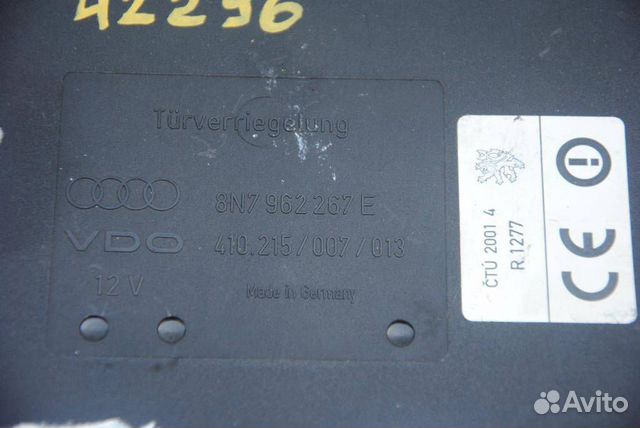 42296
Türverriegelung
8N7 962 267 E
VDO 410.215/007/013
12 V Made in Germany
ČTÚ 2001 4
R.1277
CE
Avito